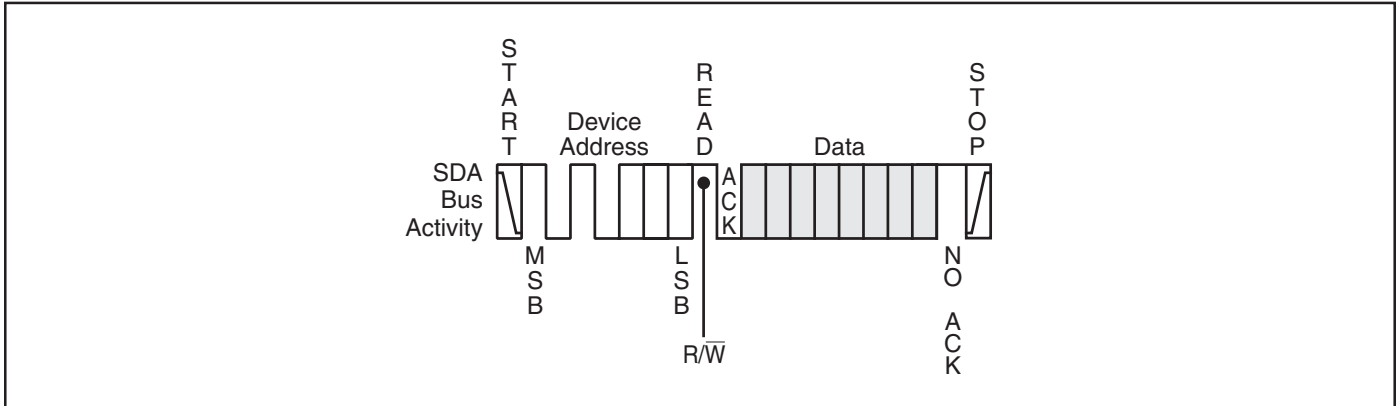 START
READ
STOP
Device
Address
Data
SDA
Bus
Activity
ACK
MSB
LSB
NO ACK
R/W̅